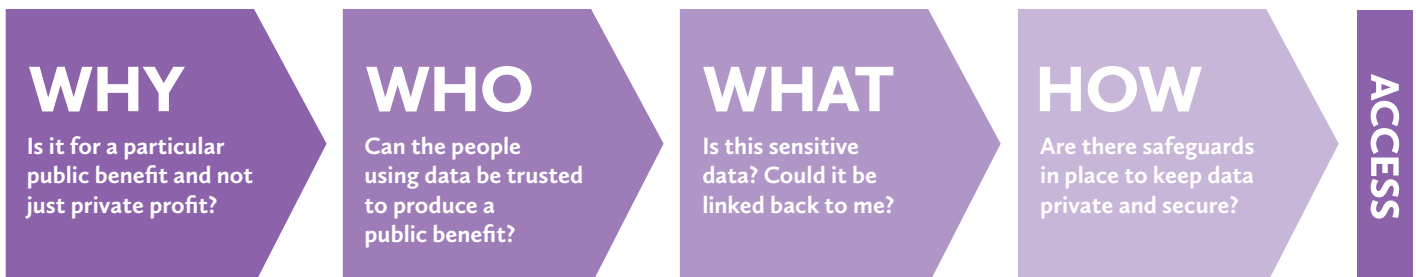 WHY
Is it for a particular
public benefit and not
just private profit?
WHO
Can the people
using data be trusted
to produce a
public benefit?
WHAT
Is this sensitive
data? Could it be
linked back to me?
HOW
Are there safeguards
in place to keep data
private and secure?
ACCESS